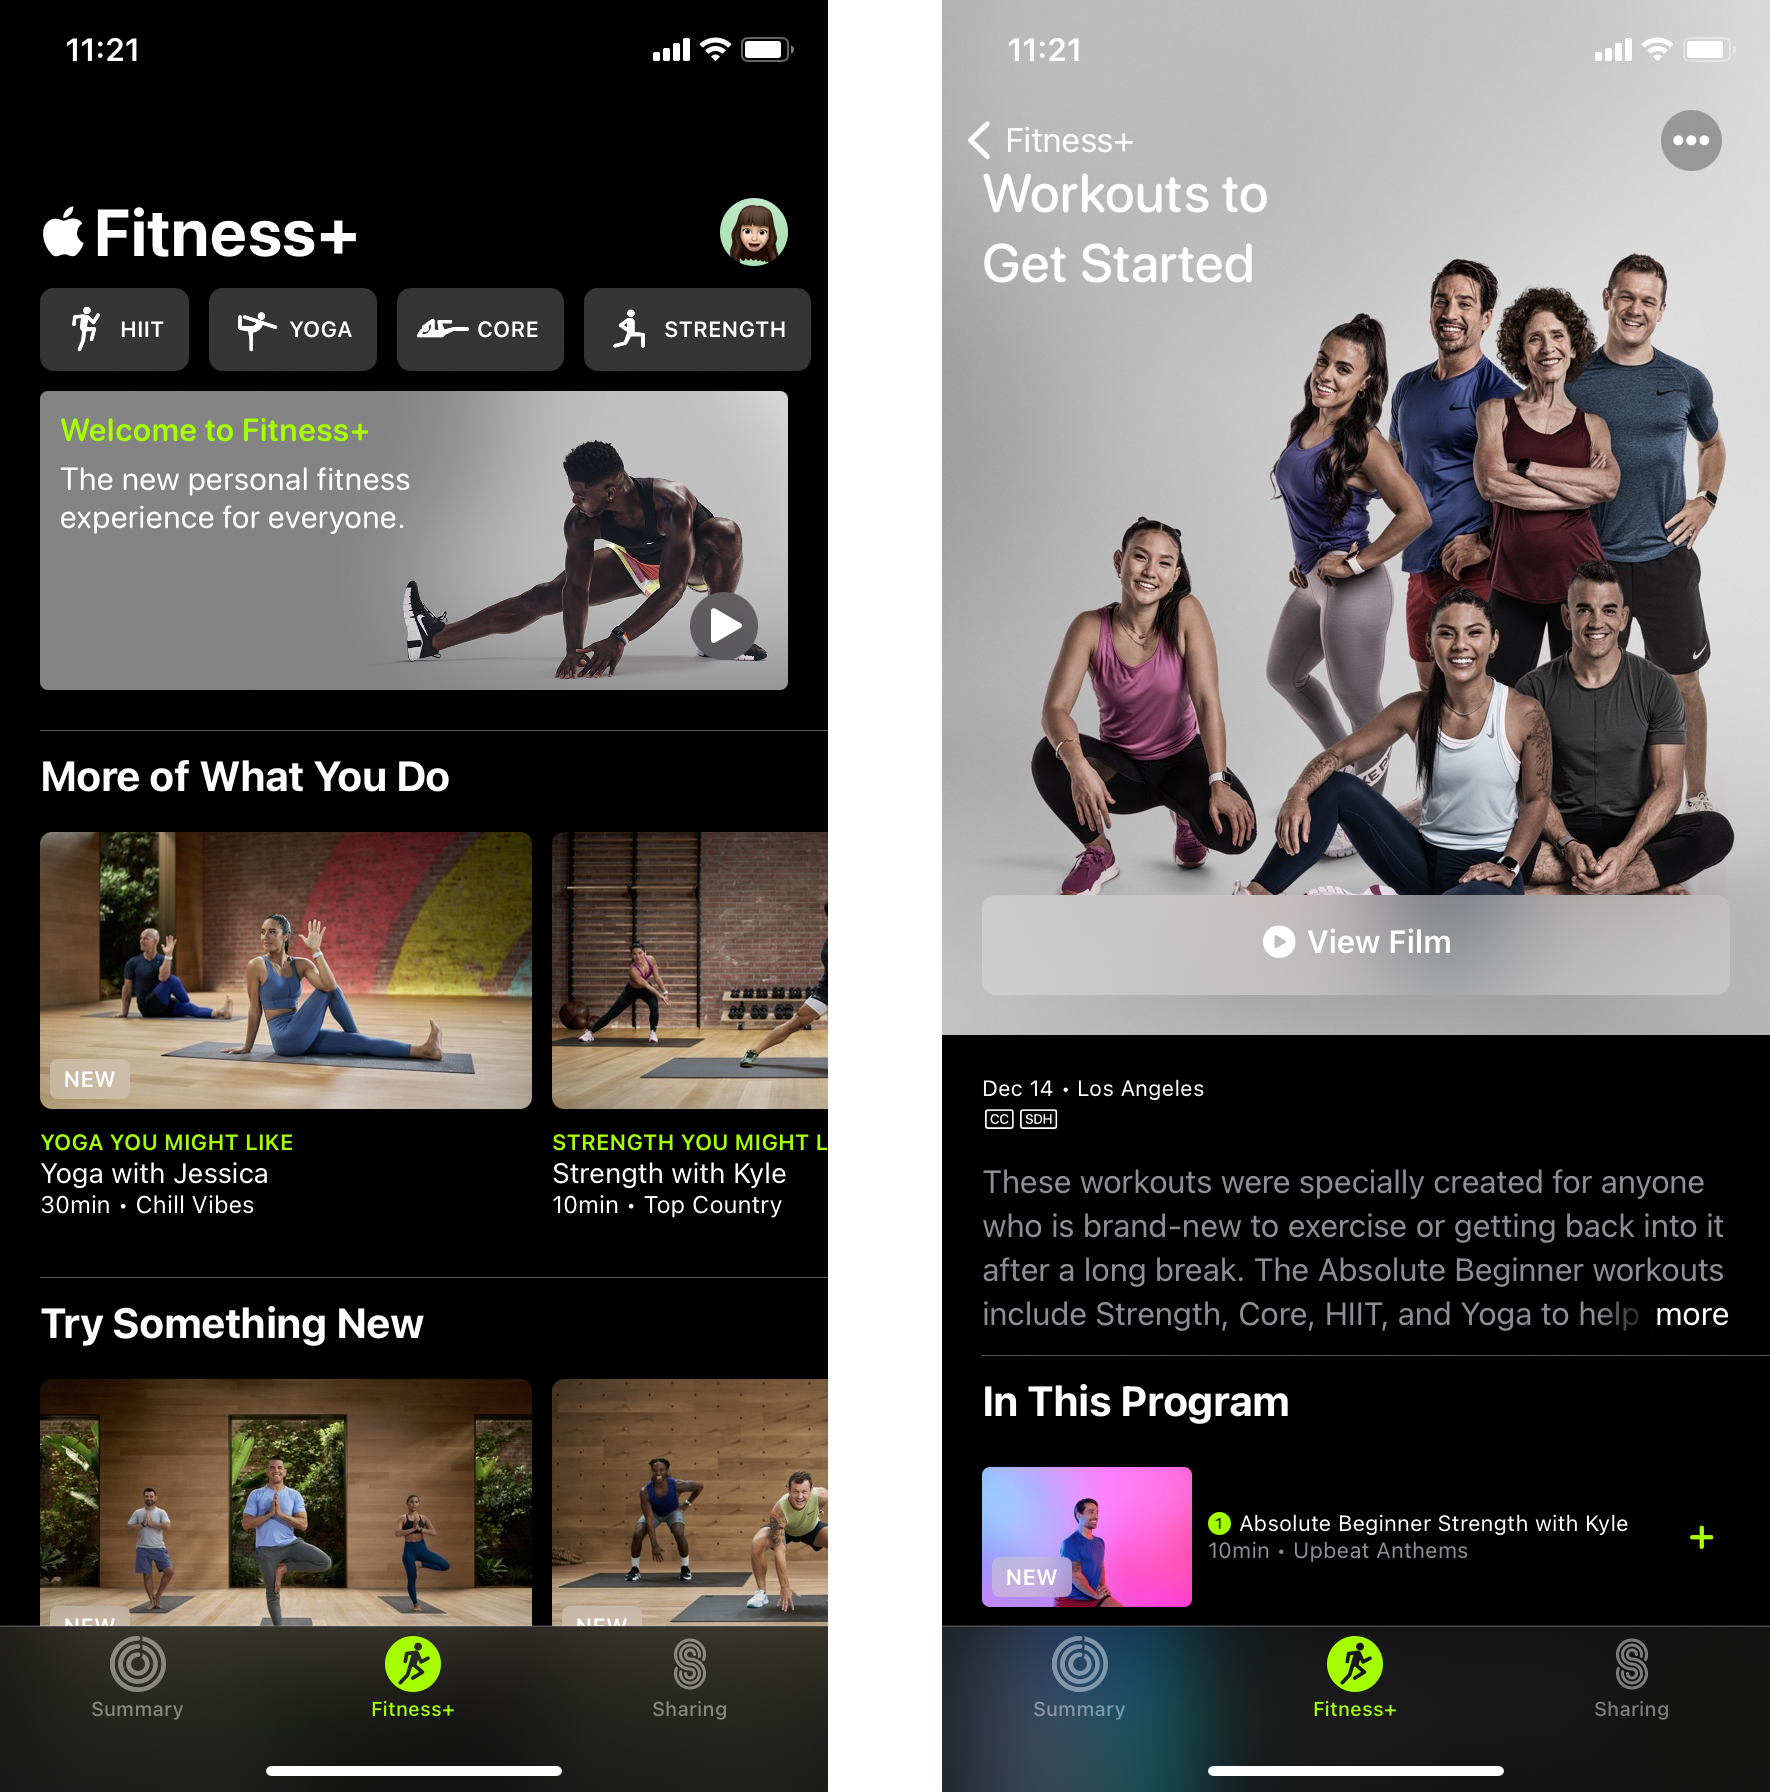 11:21
Fitness+
HIIT
YOGA
CORE
STRENGTH
Welcome to Fitness+
The new personal fitness
experience for everyone.
More of What You Do
NEW
YOGA YOU MIGHT LIKE
Yoga with Jessica
30min • Chill Vibes
STRENGTH YOU MIGHT L
Strength with Kyle
10min • Top Country
Try Something New
NEW
NEW
Summary
Fitness+
Sharing
11:21
Fitness+
Workouts to
Get Started
View Film
Dec 14 • Los Angeles
CC SDH
These workouts were specially created for anyone
who is brand-new to exercise or getting back into it
after a long break. The Absolute Beginner workouts
include Strength, Core, HIIT, and Yoga to help more
In This Program
NEW
1 Absolute Beginner Strength with Kyle
10min • Upbeat Anthems
Summary
Fitness+
Sharing